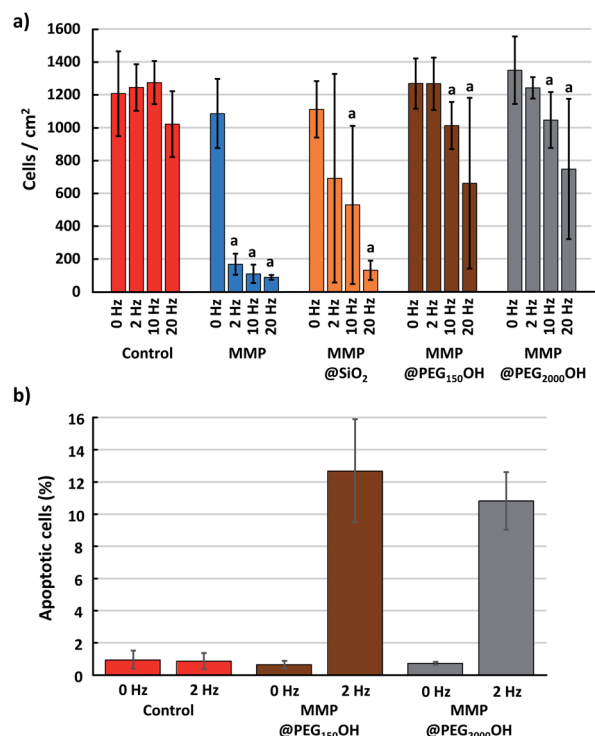 a)
Cells / cm²
1600
1400
1200
1000
800
600
400
200
0
a a a
a a
a a
a a
0 Hz 2 Hz 10 Hz 20 Hz 0 Hz 2 Hz 10 Hz 20 Hz 0 Hz 2 Hz 10 Hz 20 Hz 0 Hz 2 Hz 10 Hz 20 Hz 0 Hz 2 Hz 10 Hz 20 Hz
Control MMP MMP MMP MMP
@SiO₂ @PEG₁₅₀OH @PEG₂₀₀₀OH
b)
Apoptotic cells (%)
16
14
12
10
8
6
4
2
0
0 Hz 2 Hz 0 Hz 2 Hz 0 Hz 2 Hz
Control MMP MMP
@PEG₁₅₀OH @PEG₂₀₀₀OH